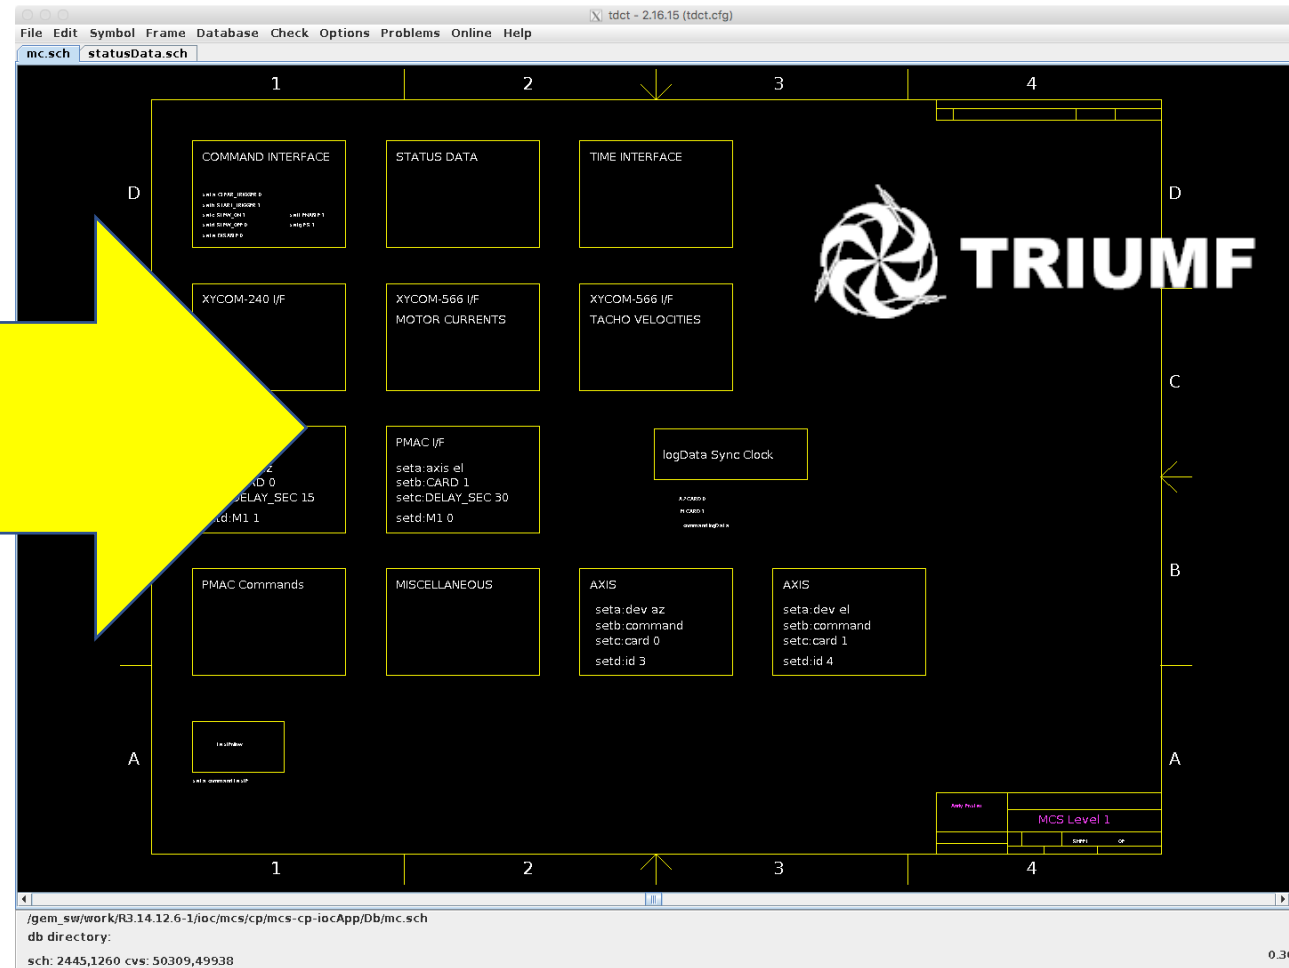 tdct - 2.16.15 (tdct.cfg)
File Edit Symbol Frame Database Check Options Problems Online Help
mc.sch statusData.sch
1 2 3 4
D D
COMMAND INTERFACE
STATUS DATA
TIME INTERFACE
TRIUMF
XYCOM-240 I/F
XYCOM-566 I/F
MOTOR CURRENTS
XYCOM-566 I/F
TACHO VELOCITIES
C
DELAY_SEC 15
M1 1
PMAC I/F
seta:axis el
setb:CARD 1
setc:DELAY_SEC 30
setd:M1 0
logData Sync Clock
B
PMAC Commands
MISCELLANEOUS
AXIS
seta:dev az
setb:command
setc:card 0
setd:id 3
AXIS
seta:dev el
setb:command
setc:card 1
setd:id 4
A A
MCS Level 1
1 2 3 4
/gem_sw/work/R3.14.12.6-1/ioc/mcs/cp/mcs-cp-iocApp/Db/mc.sch
db directory:
sch: 2445,1260 cvs: 50309,49938